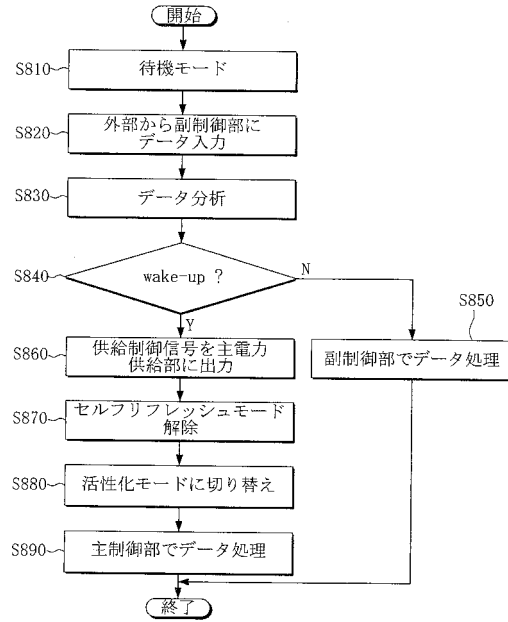 開始
S810
待機モード
S820
外部から副制御部に
データ入力
S830
データ分析
S840
wake-up ?
N
Y
S850
副制御部でデータ処理
S860
供給制御信号を主電力
供給部に出力
S870
セルフリフレッシュモード
解除
S880
活性化モードに切り替え
S890
主制御部でデータ処理
終了